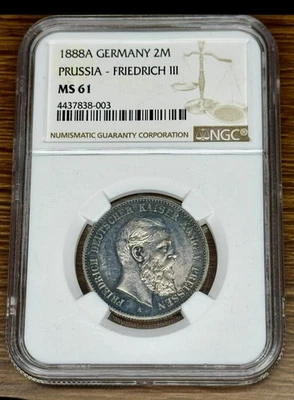 1888A GERMANY 2M
PRUSSIA - FRIEDRICH III
MS 61
4437838-003
NUMISMATIC GUARANTY CORPORATION
NGC
FRIEDRICH DEUTSCHER KAISER KÖNIG V. PREUSSEN
A